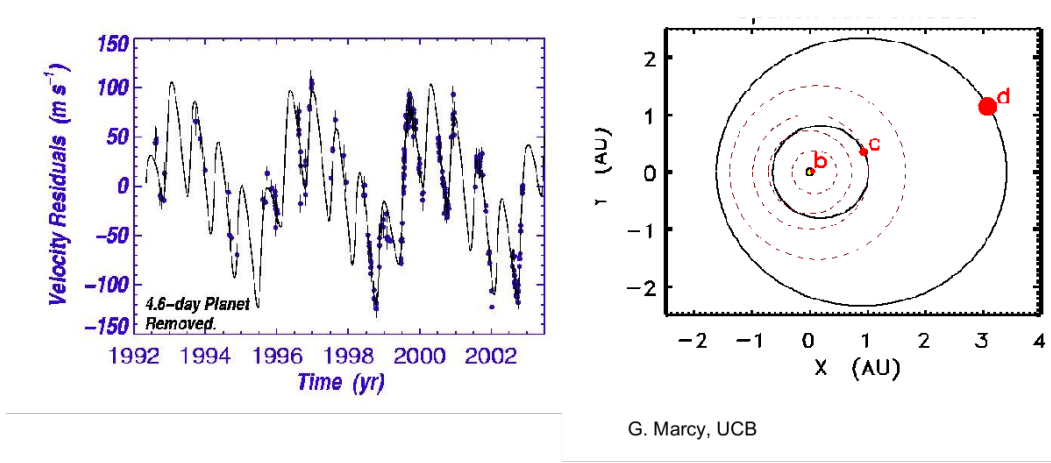 150
100
50
0
−50
−100
−150
Velocity Residuals (m s⁻¹)
4.6−day Planet
Removed.
1992 1994 1996 1998 2000 2002
Time (yr)
2
1
0
−1
−2
Y (AU)
d
c
b
−2 −1 0 1 2 3 4
X (AU)
G. Marcy, UCB